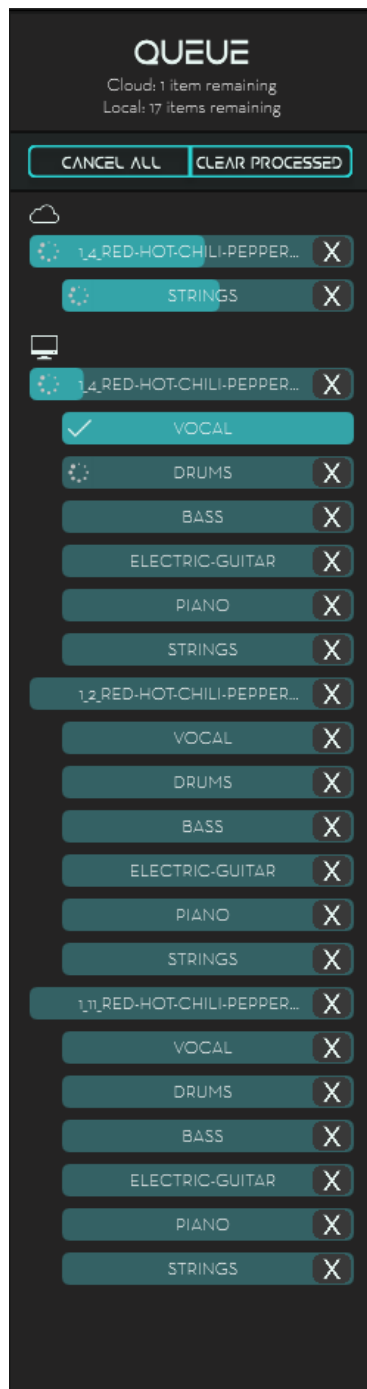 QUEUE
Cloud: 1 item remaining
Local: 17 items remaining
CANCEL ALL
CLEAR PROCESSED
1_4_RED-HOT-CHILI-PEPPER... X
STRINGS X
1_4_RED-HOT-CHILI-PEPPER... X
VOCAL
DRUMS X
BASS X
ELECTRIC-GUITAR X
PIANO X
STRINGS X
1_2_RED-HOT-CHILI-PEPPER... X
VOCAL X
DRUMS X
BASS X
ELECTRIC-GUITAR X
PIANO X
STRINGS X
1_11_RED-HOT-CHILI-PEPPER... X
VOCAL X
DRUMS X
BASS X
ELECTRIC-GUITAR X
PIANO X
STRINGS X